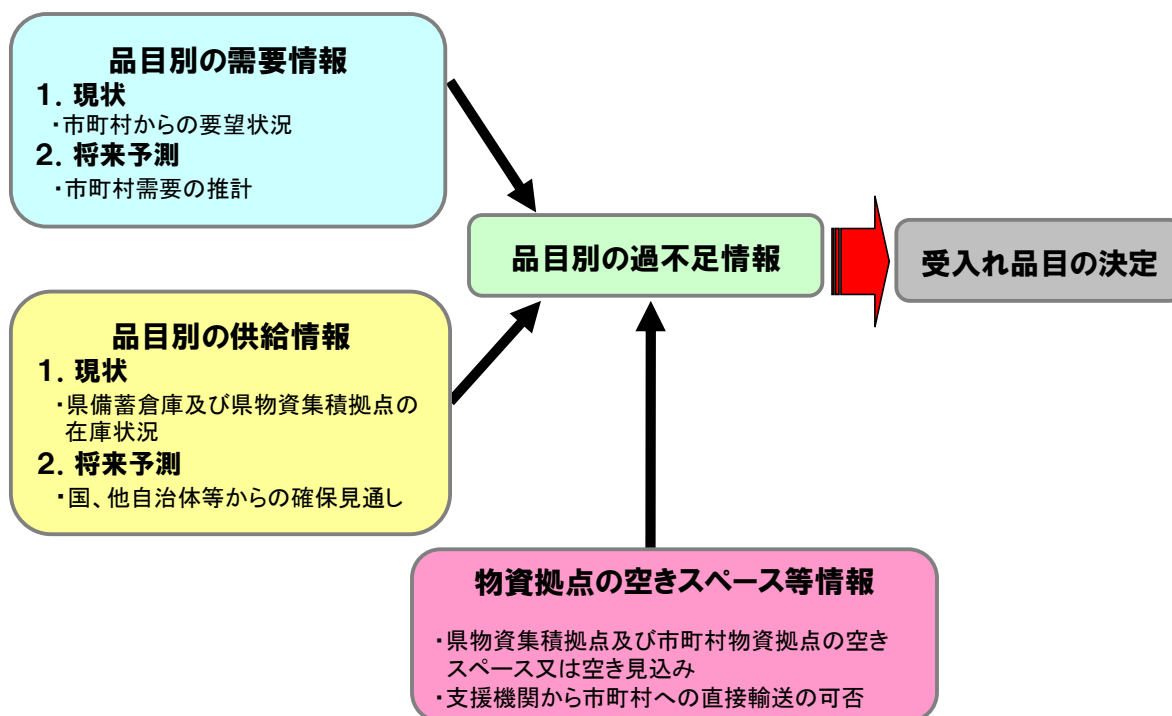 品目別の需要情報
１．現状
・市町村からの要望状況
２．将来予測
・市町村需要の推計
品目別の過不足情報
受入れ品目の決定
品目別の供給情報
１．現状
・県備蓄倉庫及び県物資集積拠点の
在庫状況
２．将来予測
・国、他自治体等からの確保見通し
物資拠点の空きスペース等情報
・県物資集積拠点及び市町村物資拠点の空き
スペース又は空き見込み
・支援機関から市町村への直接輸送の可否